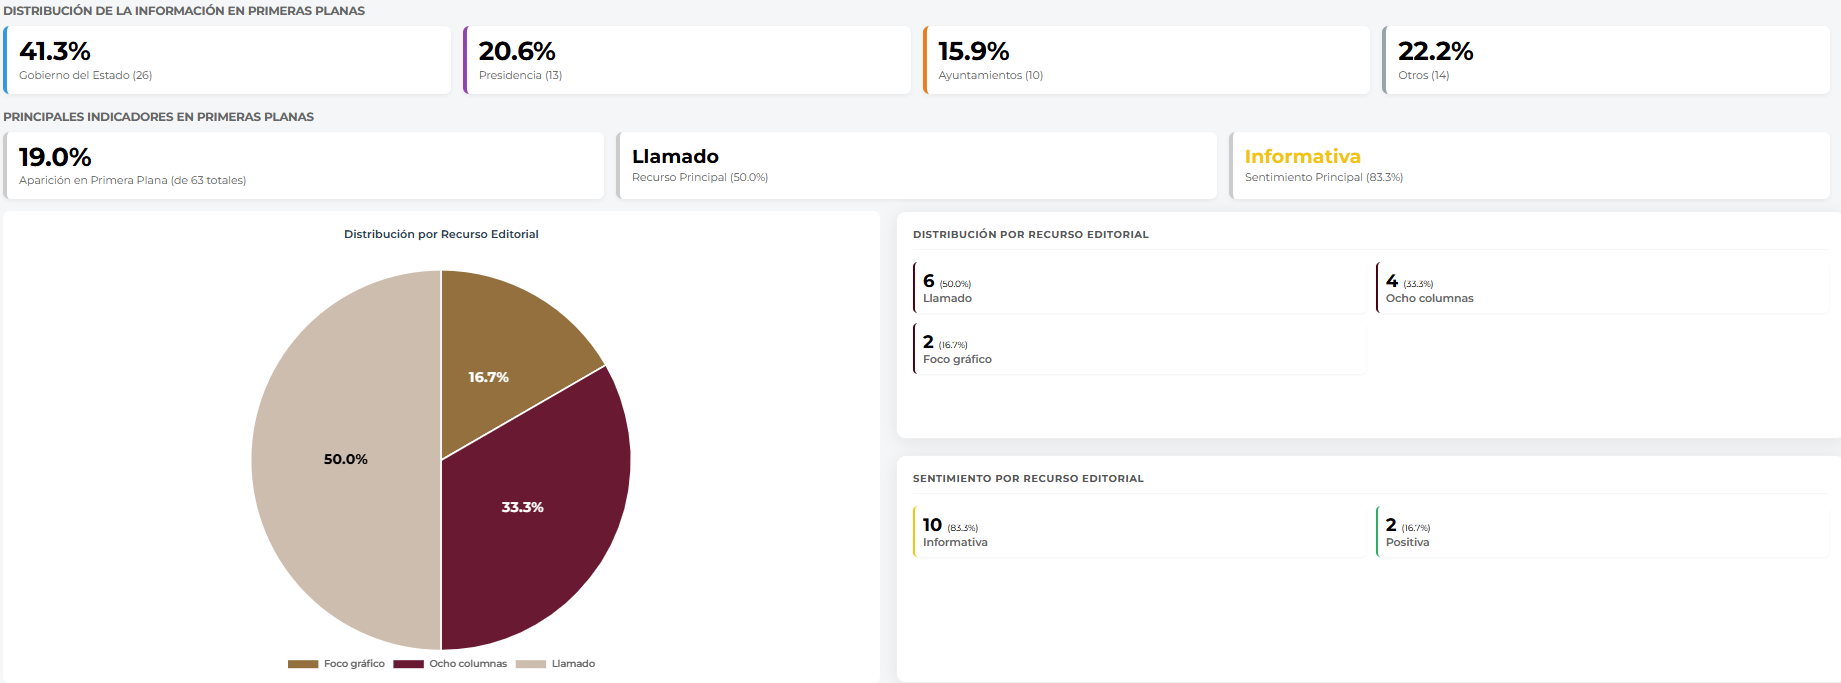 DISTRIBUCIÓN DE LA INFORMACIÓN EN PRIMERAS PLANAS
41.3%
Gobierno del Estado (26)
20.6%
Presidencia (13)
15.9%
Ayuntamientos (10)
22.2%
Otros (14)
PRINCIPALES INDICADORES EN PRIMERAS PLANAS
19.0%
Aparición en Primera Plana (de 63 totales)
Llamado
Recurso Principal (50.0%)
Informativa
Sentimiento Principal (83.3%)
Distribución por Recurso Editorial
16.7%
50.0%
33.3%
Foco gráfico
Ocho columnas
Llamado
DISTRIBUCIÓN POR RECURSO EDITORIAL
6 (50.0%)
Llamado
4 (33.3%)
Ocho columnas
2 (16.7%)
Foco gráfico
SENTIMIENTO POR RECURSO EDITORIAL
10 (83.3%)
Informativa
2 (16.7%)
Positiva